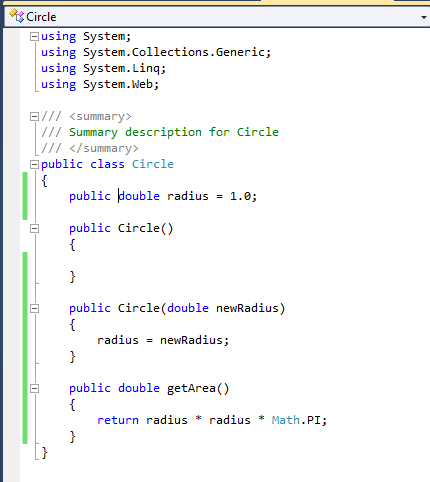 Circle
using System;
using System.Collections.Generic;
using System.Linq;
using System.Web;
/// <summary>
/// Summary description for Circle
/// </summary>
public class Circle
{
public double radius = 1.0;
public Circle()
{
}
public Circle(double newRadius)
{
radius = newRadius;
}
public double getArea()
{
return radius * radius * Math.PI;
}
}